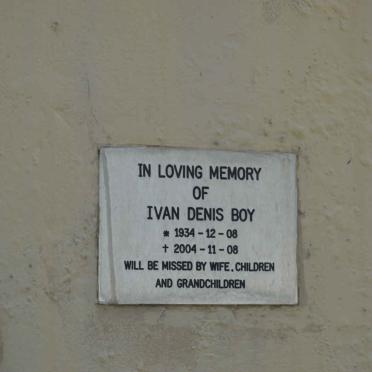 IN LOVING MEMORY
OF
IVAN DENIS BOY
* 1934 - 12 - 08
† 2004 - 11 - 08
WILL BE MISSED BY WIFE, CHILDREN
AND GRANDCHILDREN